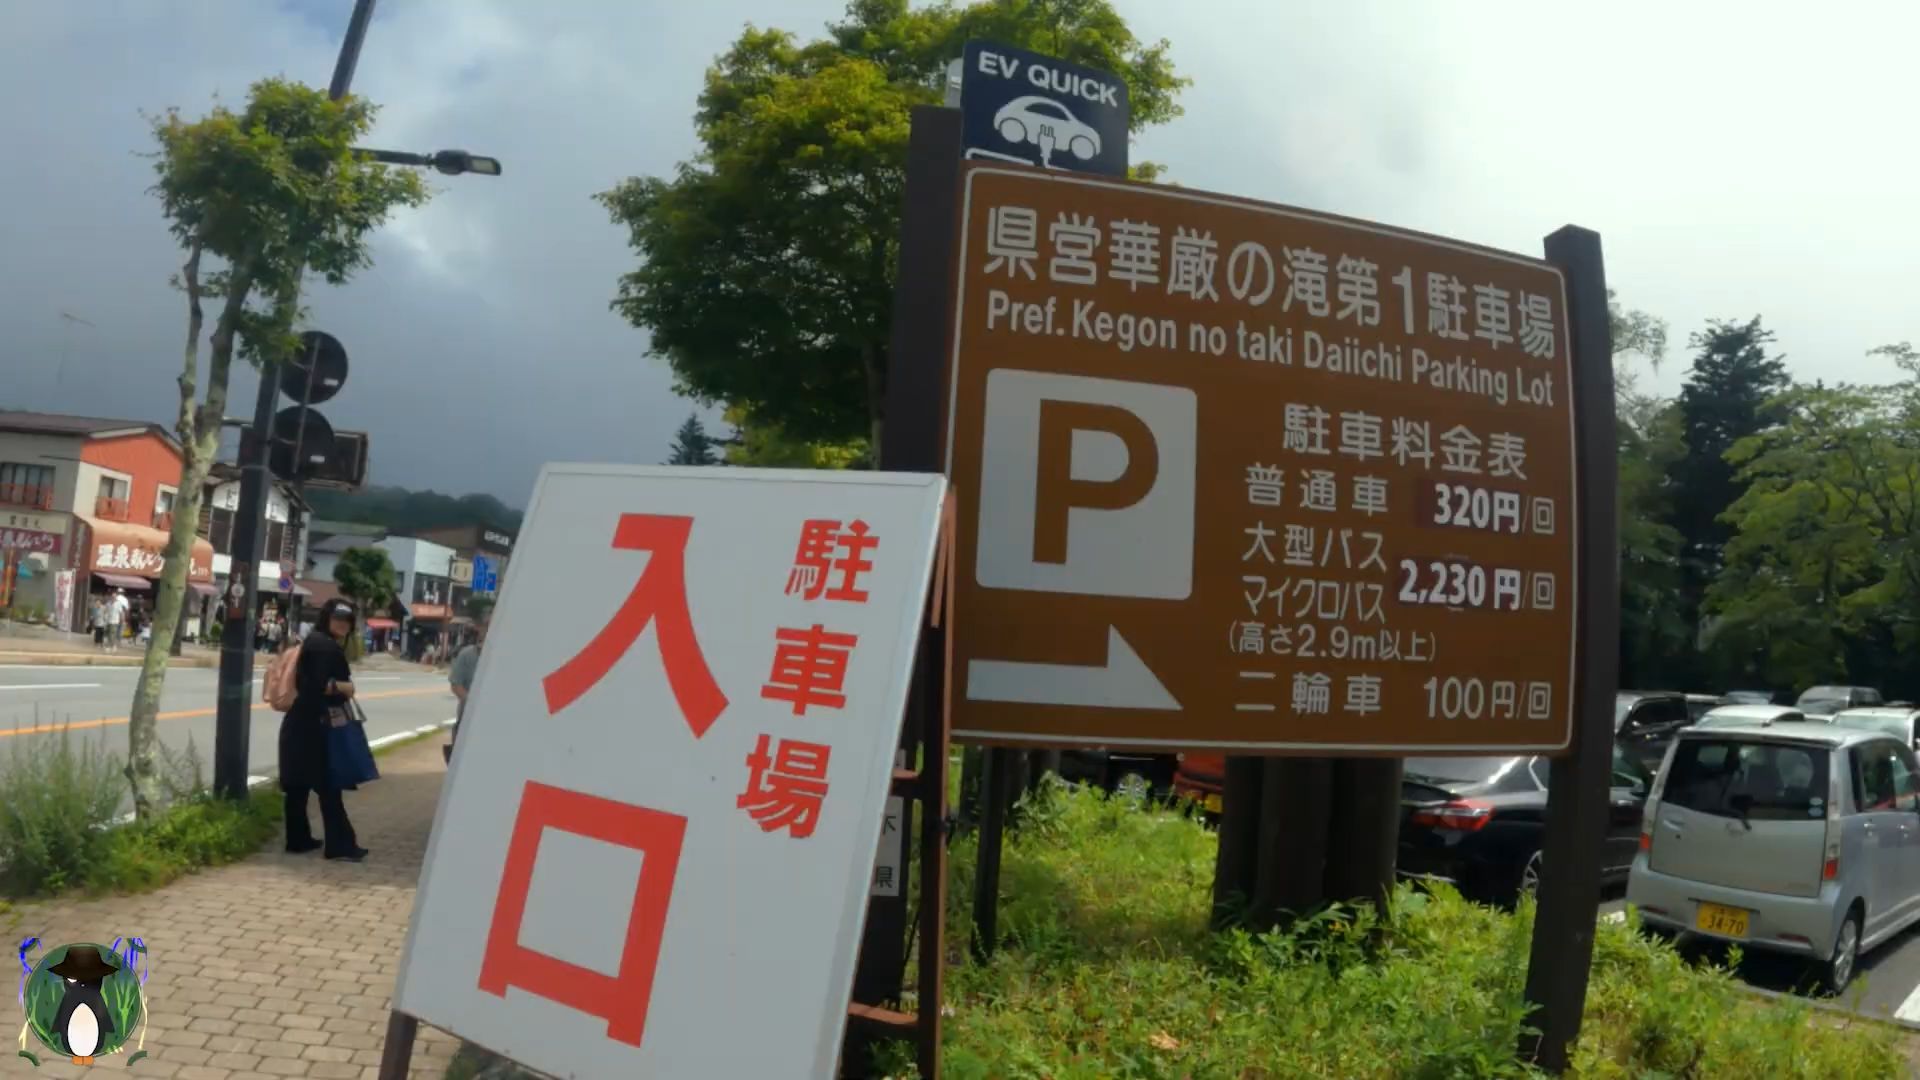 EV QUICK
県営華厳の滝第1駐車場
Pref. Kegon no taki Daiichi Parking Lot
P
駐車料金表
普通車 320円/回
大型バス
マイクロバス 2,230円/回
(高さ2.9m以上)
二輪車 100円/回
駐車場
入口
34-70